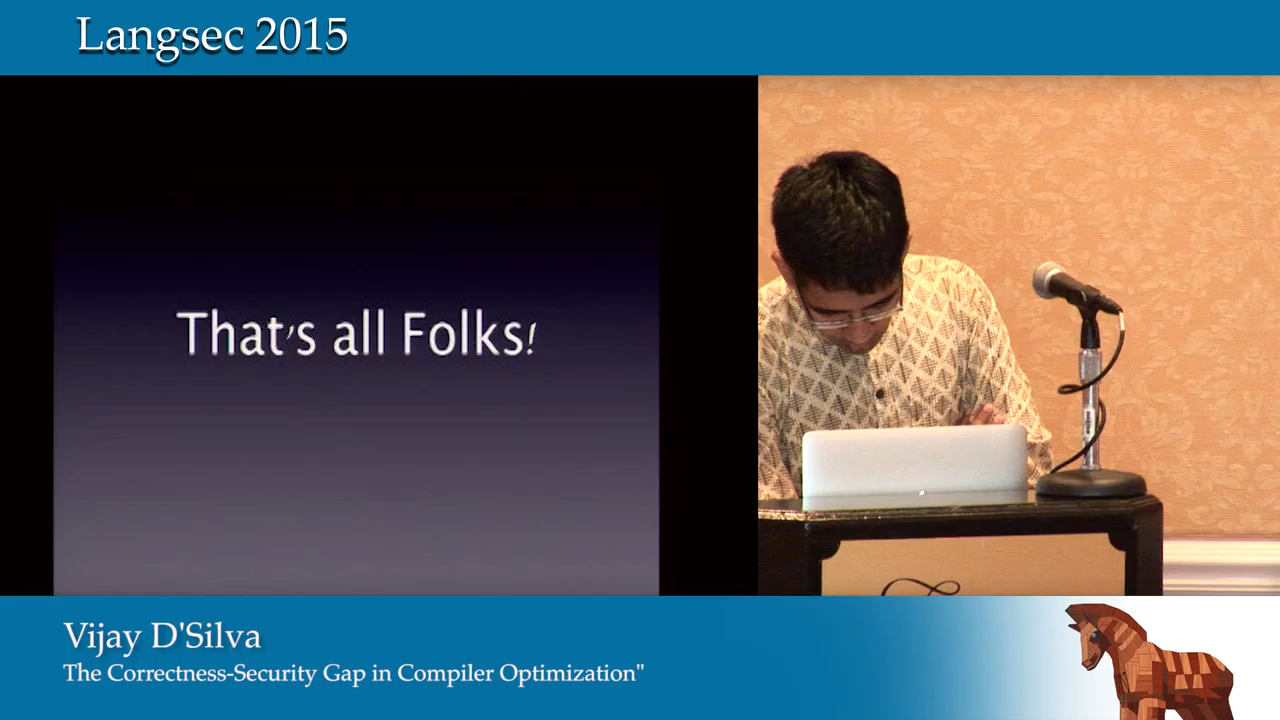 Langsec 2015
That's all Folks!
Vijay D'Silva
The Correctness-Security Gap in Compiler Optimization"